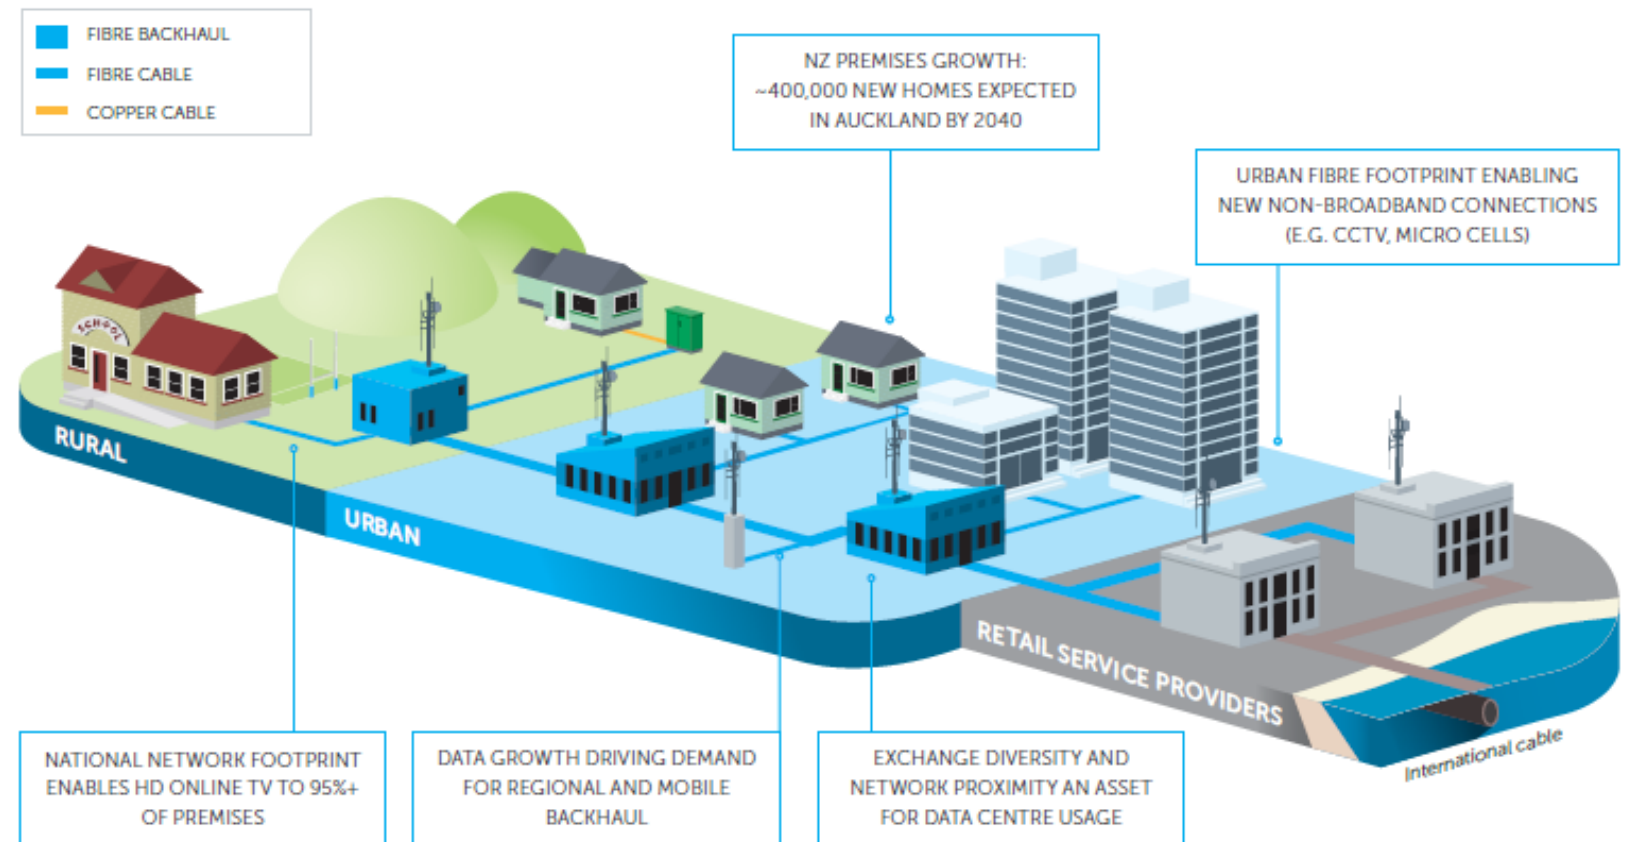 FIBRE BACKHAUL
FIBRE CABLE
COPPER CABLE
NZ PREMISES GROWTH:
~400,000 NEW HOMES EXPECTED
IN AUCKLAND BY 2040
URBAN FIBRE FOOTPRINT ENABLING
NEW NON-BROADBAND CONNECTIONS
(E.G. CCTV, MICRO CELLS)
SCHOOL
RURAL
URBAN
RETAIL SERVICE PROVIDERS
International cable
NATIONAL NETWORK FOOTPRINT
ENABLES HD ONLINE TV TO 95%+
OF PREMISES
DATA GROWTH DRIVING DEMAND
FOR REGIONAL AND MOBILE
BACKHAUL
EXCHANGE DIVERSITY AND
NETWORK PROXIMITY AN ASSET
FOR DATA CENTRE USAGE